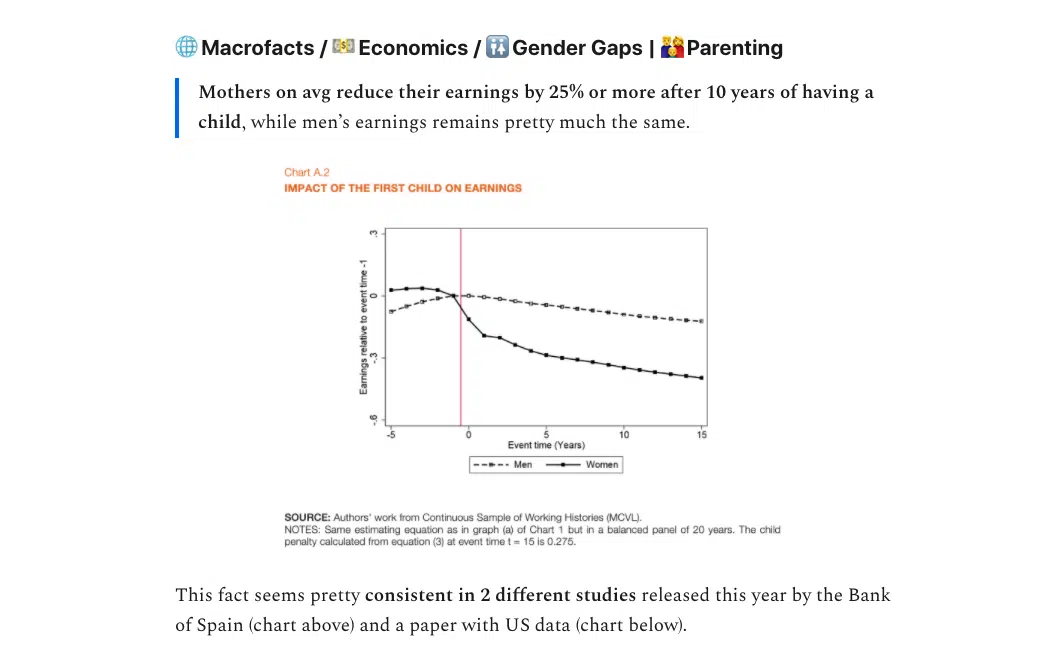 🌐Macrofacts / 💵Economics / 🚻Gender Gaps | 👩‍👩‍👦Parenting
Mothers on avg reduce their earnings by 25% or more after 10 years of having a
child, while men’s earnings remains pretty much the same.
Chart A.2
IMPACT OF THE FIRST CHILD ON EARNINGS
Earnings relative to event time -1
.3
0
-.3
-.6
-5
0
5
10
15
Event time (Years)
Men
Women
SOURCE: Authors' work from Continuous Sample of Working Histories (MCVL).
NOTES: Same estimating equation as in graph (a) of Chart 1 but in a balanced panel of 20 years. The child
penalty calculated from equation (3) at event time t = 15 is 0.275.
This fact seems pretty consistent in 2 different studies released this year by the Bank
of Spain (chart above) and a paper with US data (chart below).